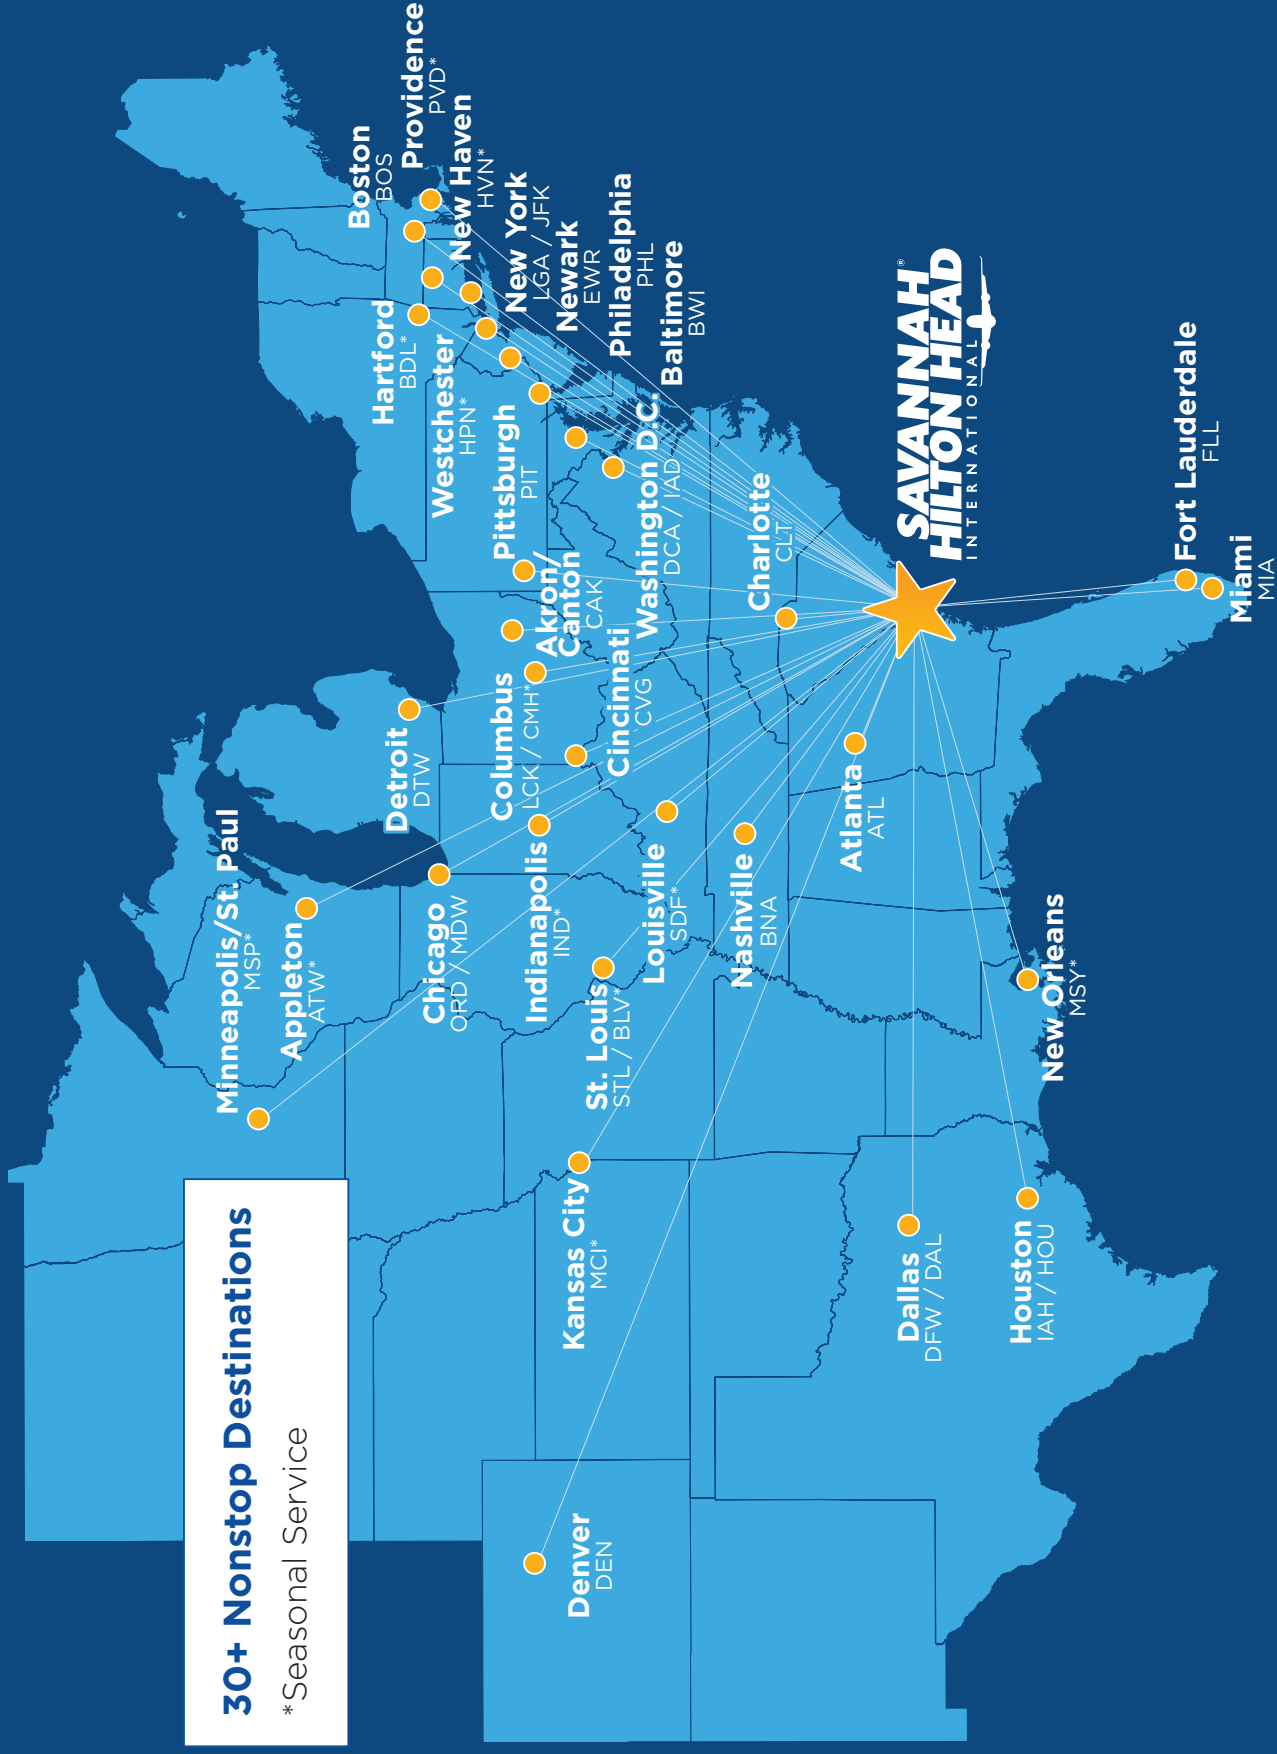 30+ Nonstop Destinations
*Seasonal Service
Minneapolis/St. Paul
MSP*
Appleton
ATW*
Chicago
ORD / MDW
Detroit
DTW
Indianapolis
IND*
Columbus
LCK / CMH*
Akron/
Canton
CAK
Pittsburgh
PIT
Westchester
HPN*
Hartford
BDL*
Boston
BOS
Providence
PVD*
New Haven
HVN*
New York
LGA / JFK
Newark
EWR
Philadelphia
PHL
Baltimore
BWI
Washington D.C.
DCA / IAD
Cincinnati
CVG
Louisville
SDF*
St. Louis
STL / BLV*
Kansas City
MCI*
Denver
DEN
Nashville
BNA
Charlotte
CLT
Atlanta
ATL
Dallas
DFW / DAL
Houston
IAH / HOU
New Orleans
MSY*
SAVANNAH®
HILTON HEAD
INTERNATIONAL
Fort Lauderdale
FLL
Miami
MIA